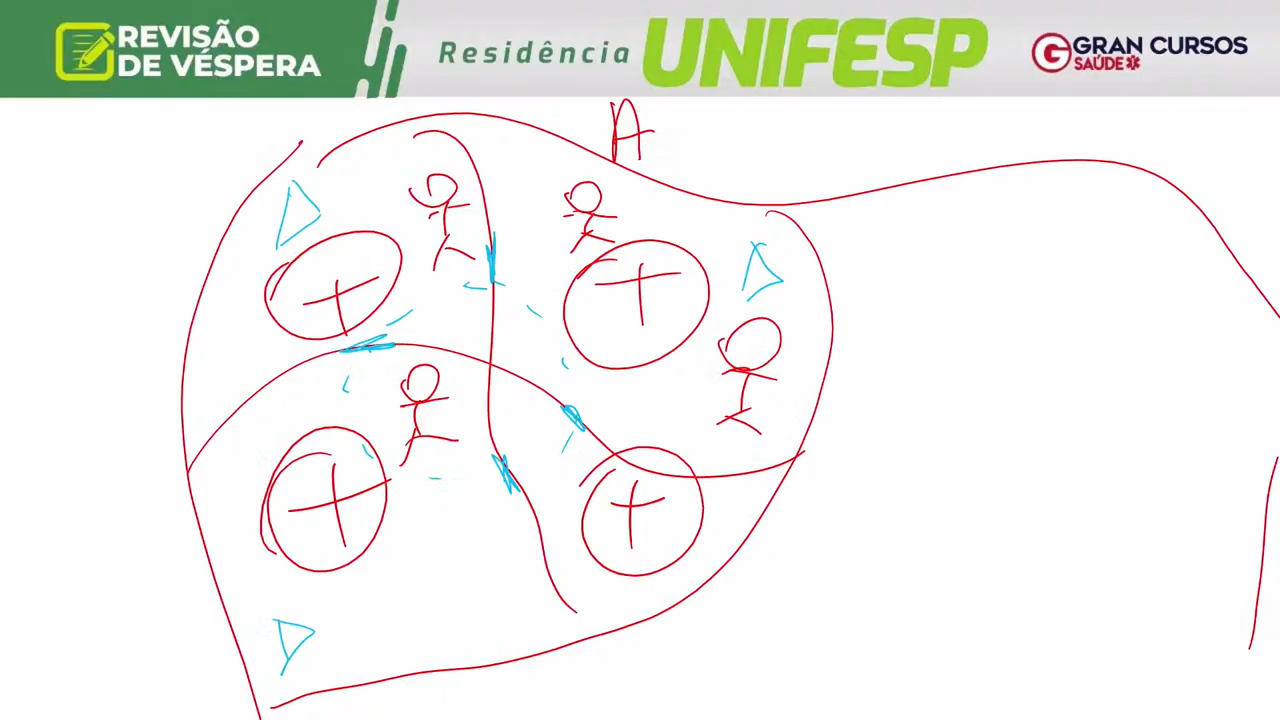 REVISÃO
DE VÉSPERA
Residência UNIFESP
GRAN CURSOS
SAÚDE
A